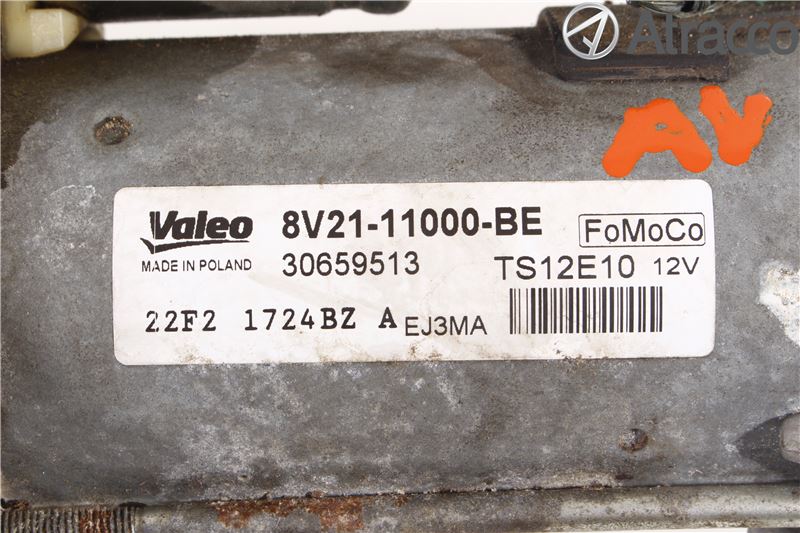 Atracco
AV
Valeo 8V21-11000-BE FoMoCo
MADE IN POLAND 30659513 TS12E10 12V
22F2 1724BZ A EJ3MA